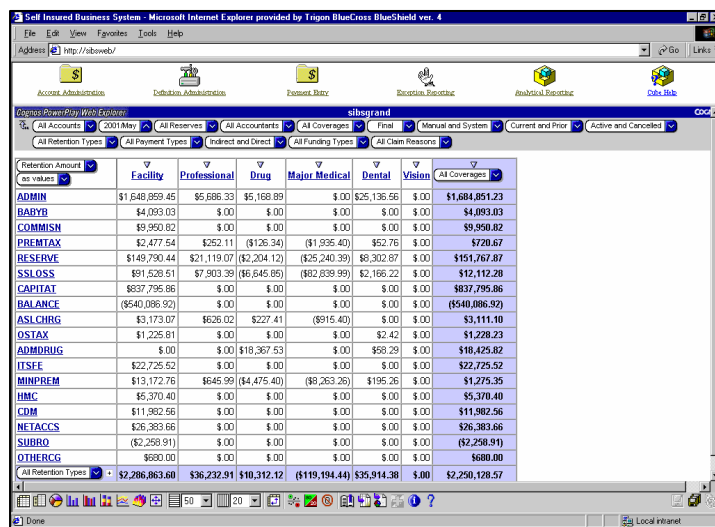 Self Insured Business System - Microsoft Internet Explorer provided by Trigon BlueCross BlueShield ver. 4
File Edit View Favorites Tools Help
Address http://sibsweb/ Go Links
Account Administration Definition Administration Payment Entry Exception Reporting Analytical Reporting Cube Help
Cognos PowerPlay Web Explorer sibsgrand
All Accounts 2001/May All Reserves All Accountants All Coverages Final Manual and System Current and Prior Active and Cancelled
All Retention Types All Payment Types Indirect and Direct All Funding Types All Claim Reasons
Retention Amount
as values Facility Professional Drug Major Medical Dental Vision All Coverages
ADMIN $1,648,859.45 $5,686.33 $5,168.89 $.00 $25,136.56 $.00 $1,684,851.23
BABYB $4,093.03 $.00 $.00 $.00 $.00 $.00 $4,093.03
COMMISN $9,950.82 $.00 $.00 $.00 $.00 $.00 $9,950.82
PREMTAX $2,477.54 $252.11 ($126.34) ($1,935.40) $52.76 $.00 $720.67
RESERVE $149,790.44 $21,119.07 ($2,204.12) ($25,240.39) $8,302.87 $.00 $151,767.87
SSLOSS $91,528.51 $7,903.39 ($6,645.85) ($82,839.99) $2,166.22 $.00 $12,112.28
CAPITAT $837,795.86 $.00 $.00 $.00 $.00 $.00 $837,795.86
BALANCE ($540,086.92) $.00 $.00 $.00 $.00 $.00 ($540,086.92)
ASLCHRG $3,173.07 $626.02 $227.41 ($915.40) $.00 $.00 $3,111.10
OSTAX $1,225.81 $.00 $.00 $.00 $2.42 $.00 $1,228.23
ADMDRUG $.00 $.00 $18,367.53 $.00 $58.29 $.00 $18,425.82
ITSFE $22,725.52 $.00 $.00 $.00 $.00 $.00 $22,725.52
MINPREM $13,172.76 $645.99 ($4,475.40) ($8,263.26) $195.26 $.00 $1,275.35
HMC $5,370.40 $.00 $.00 $.00 $.00 $.00 $5,370.40
CDM $11,982.56 $.00 $.00 $.00 $.00 $.00 $11,982.56
NETACCS $26,383.66 $.00 $.00 $.00 $.00 $.00 $26,383.66
SUBRO ($2,258.91) $.00 $.00 $.00 $.00 $.00 ($2,258.91)
OTHERCG $680.00 $.00 $.00 $.00 $.00 $.00 $680.00
All Retention Types + $2,286,863.60 $36,232.91 $10,312.12 ($119,194.44) $35,914.38 $.00 $2,250,128.57
50 20
Done Local intranet